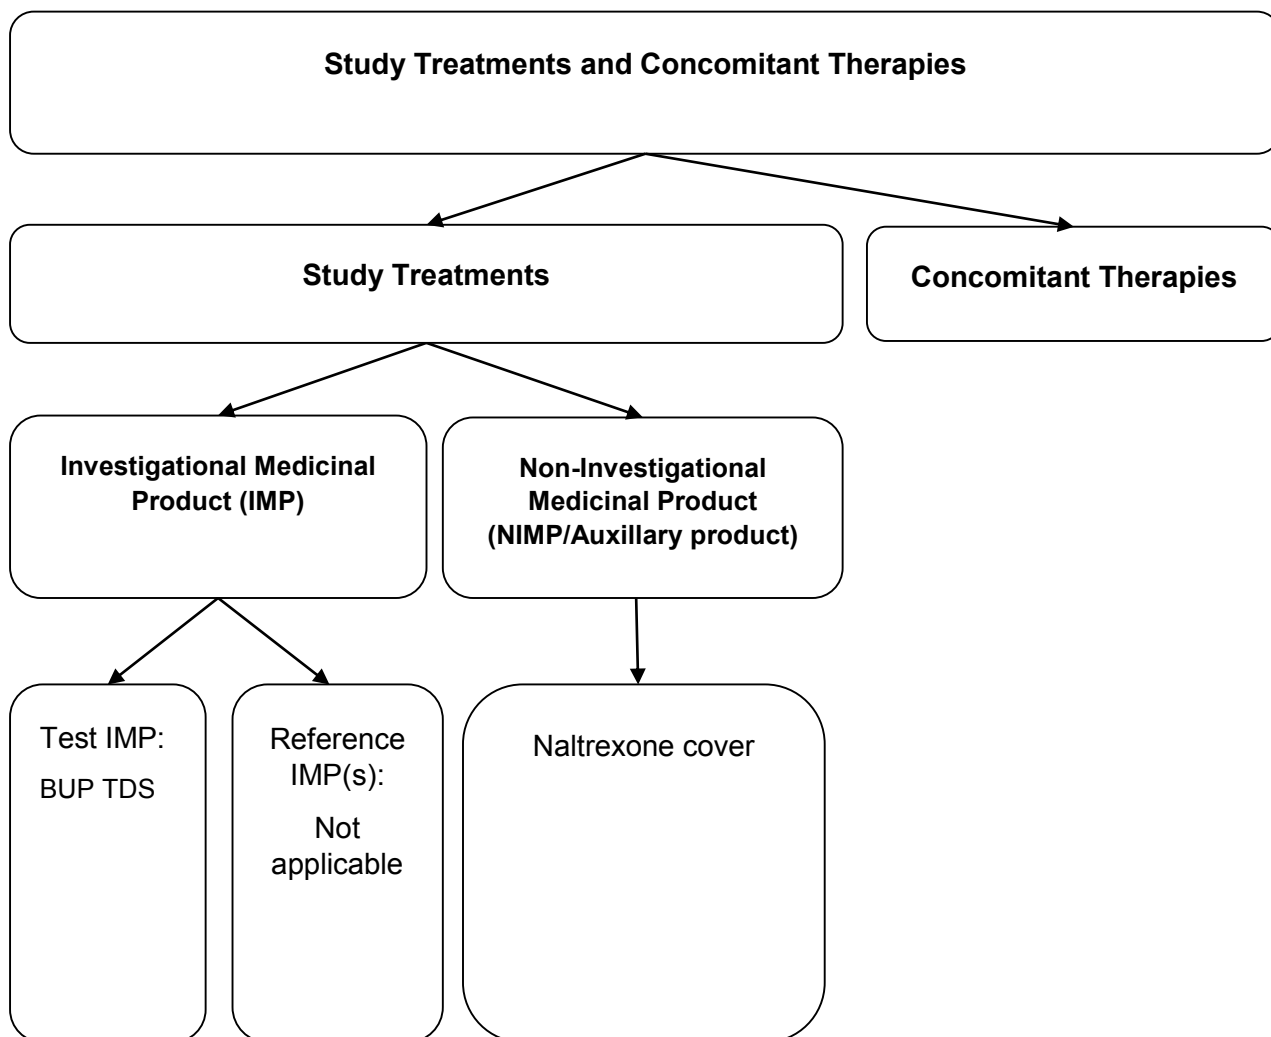 Study Treatments and Concomitant Therapies
Study Treatments
Concomitant Therapies
Investigational Medicinal
Product (IMP)
Non-Investigational
Medicinal Product
(NIMP/Auxillary product)
Test IMP:
BUP TDS
Reference
IMP(s):
Not
applicable
Naltrexone cover